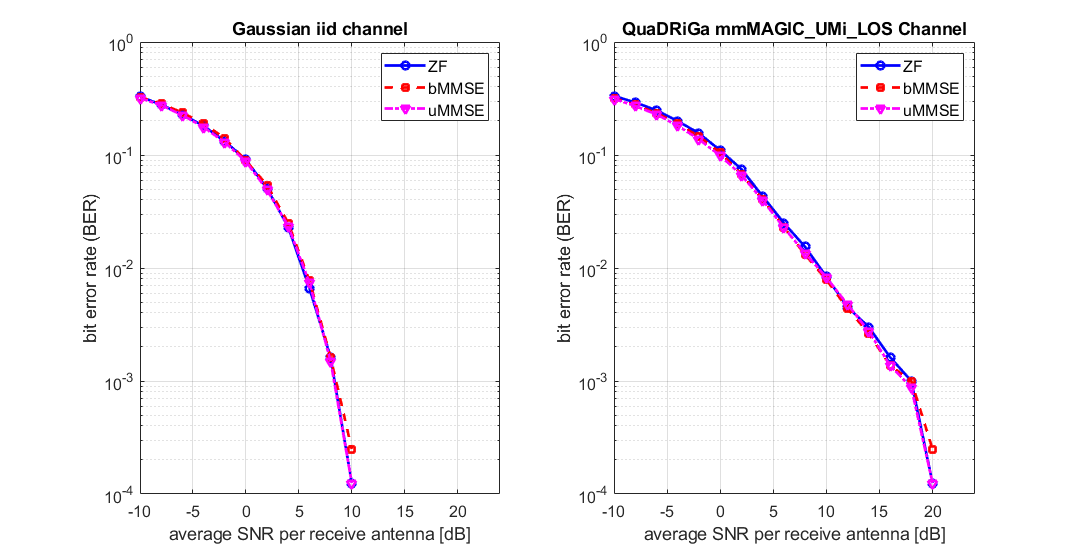 Gaussian iid channel
10^0
10^-1
10^-2
10^-3
10^-4
bit error rate (BER)
-10
-5
0
5
10
15
20
average SNR per receive antenna [dB]
ZF
bMMSE
uMMSE
QuaDRiGa mmMAGIC_UMi_LOS Channel
10^0
10^-1
10^-2
10^-3
10^-4
bit error rate (BER)
-10
-5
0
5
10
15
20
average SNR per receive antenna [dB]
ZF
bMMSE
uMMSE